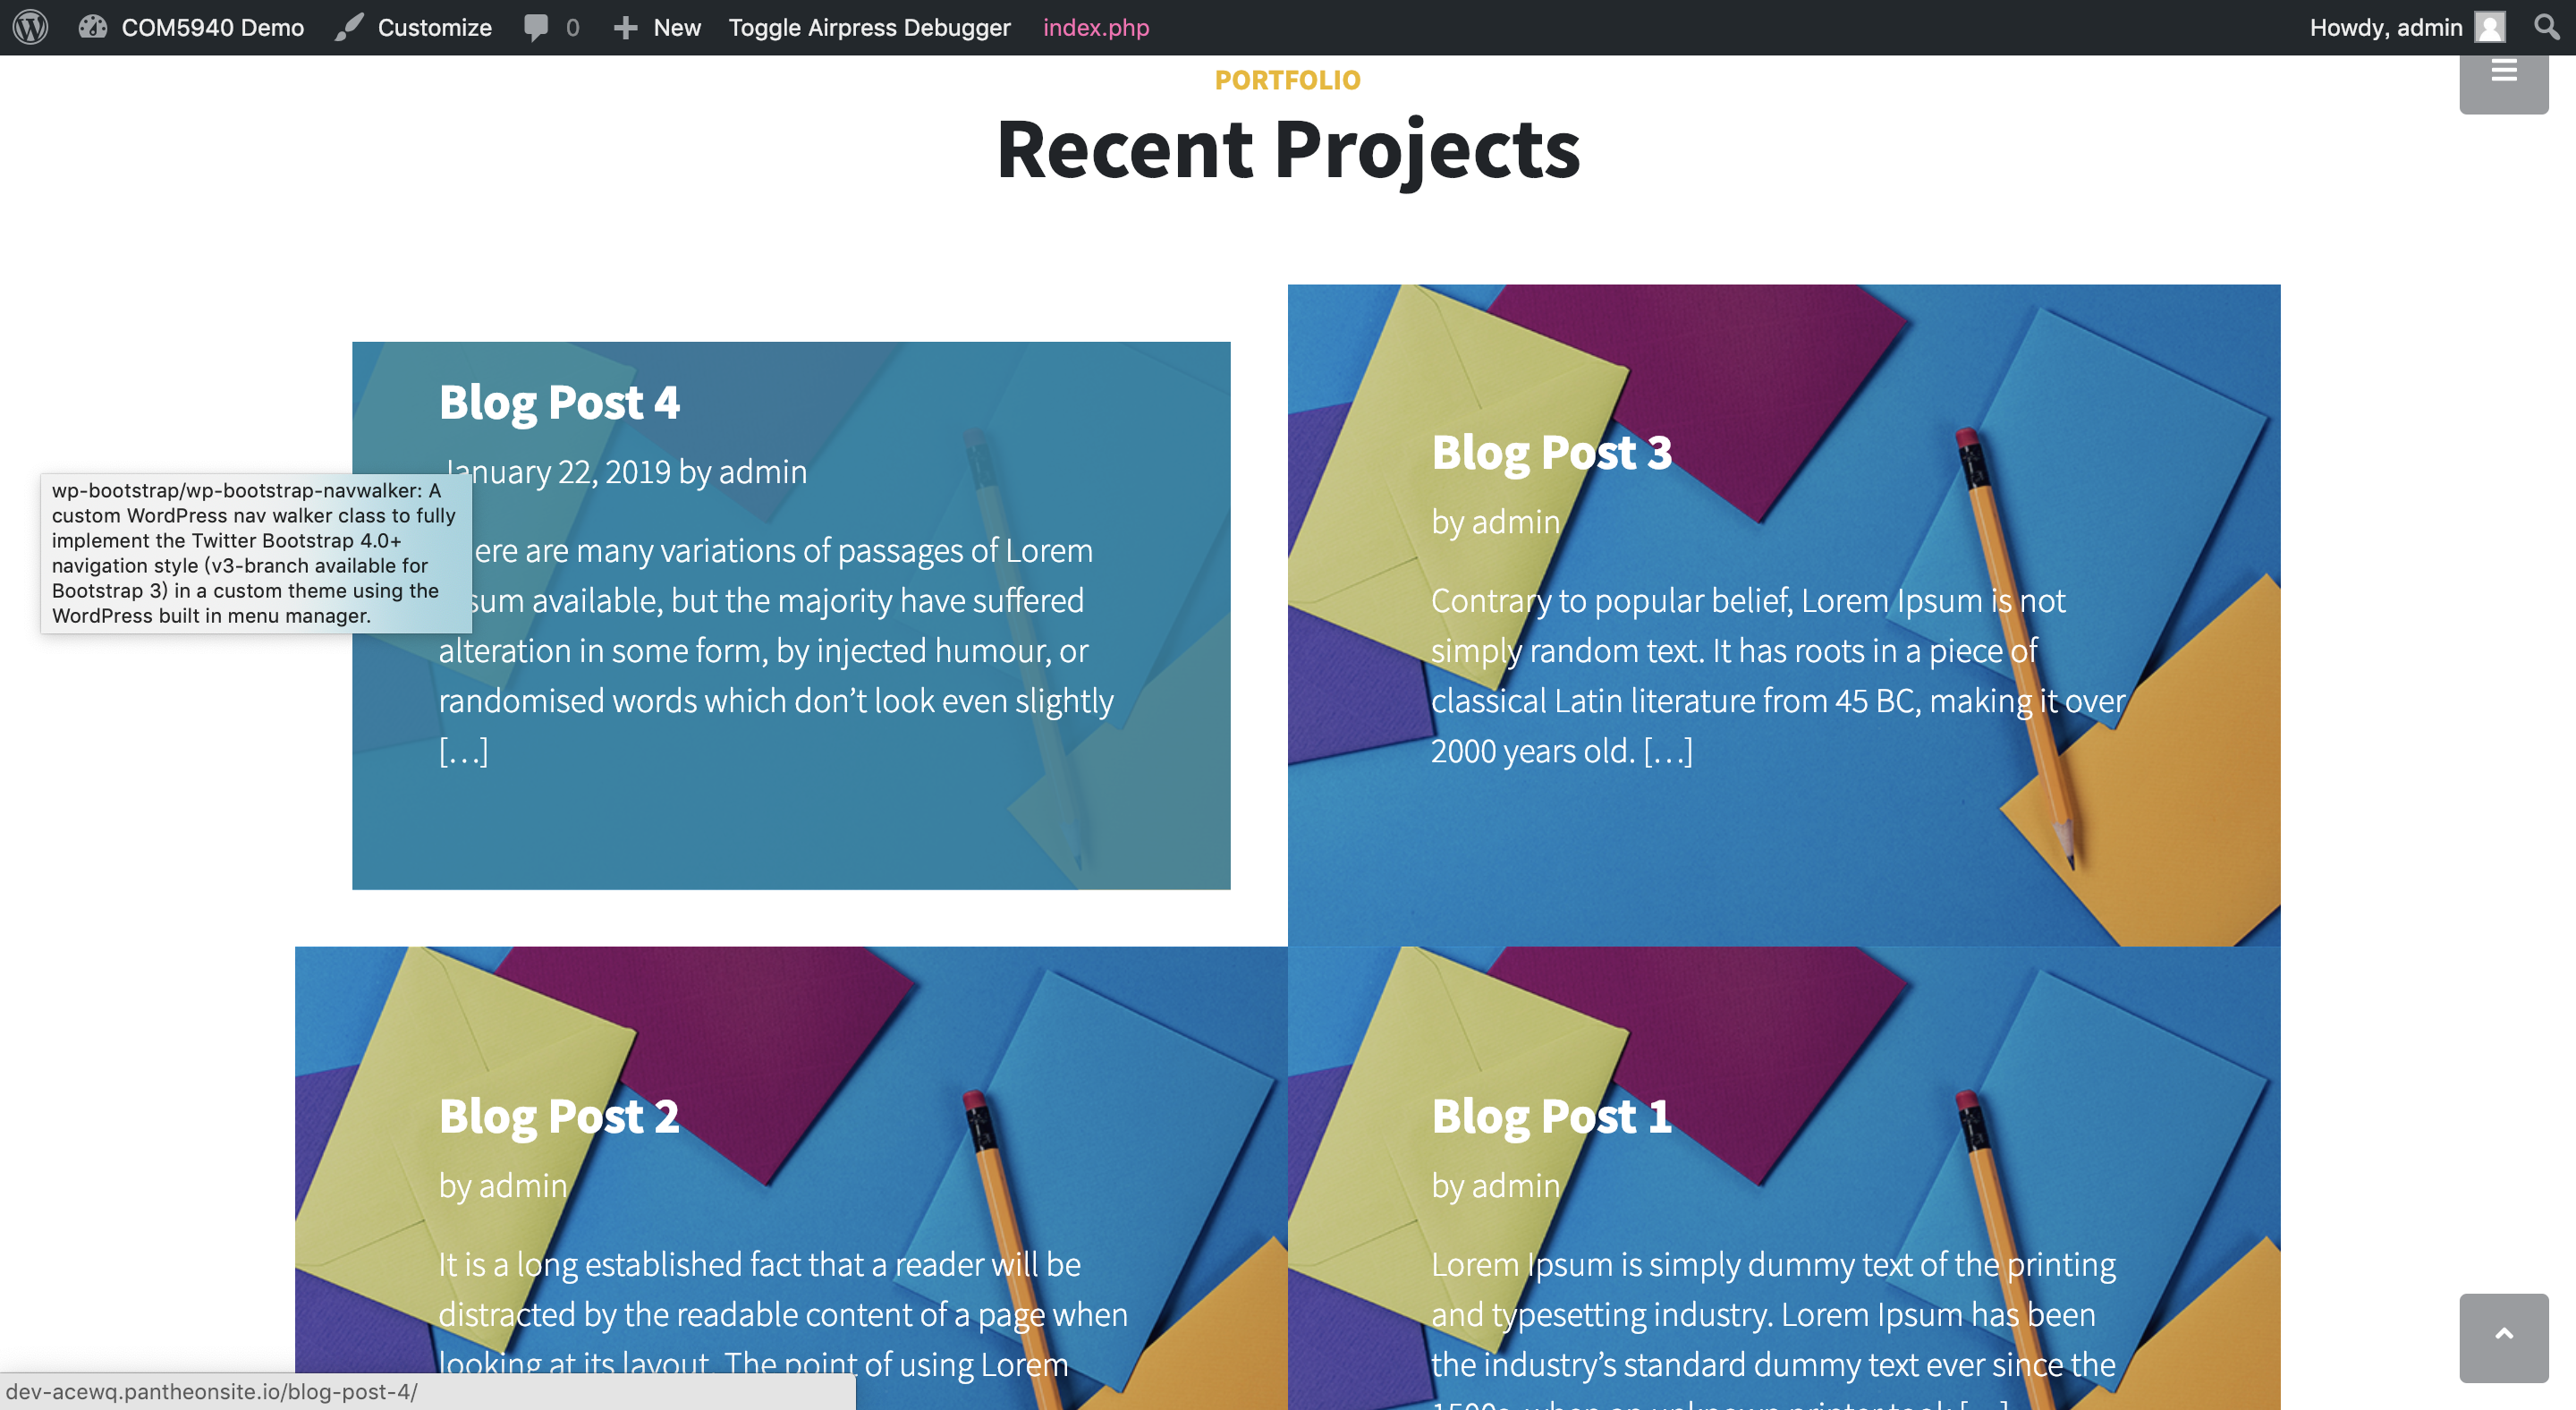 COM5940 Demo
Customize
0
New
Toggle Airpress Debugger
index.php
Howdy, admin
PORTFOLIO
Recent Projects
Blog Post 4
January 22, 2019 by admin
ere are many variations of passages of Lorem
sum available, but the majority have suffered
alteration in some form, by injected humour, or
randomised words which don’t look even slightly
[…]
wp-bootstrap/wp-bootstrap-navwalker: A
custom WordPress nav walker class to fully
implement the Twitter Bootstrap 4.0+
navigation style (v3-branch available for
Bootstrap 3) in a custom theme using the
WordPress built in menu manager.
Blog Post 3
by admin
Contrary to popular belief, Lorem Ipsum is not
simply random text. It has roots in a piece of
classical Latin literature from 45 BC, making it over
2000 years old. […]
Blog Post 2
by admin
It is a long established fact that a reader will be
distracted by the readable content of a page when
looking at its layout. The point of using Lorem
Blog Post 1
by admin
Lorem Ipsum is simply dummy text of the printing
and typesetting industry. Lorem Ipsum has been
the industry’s standard dummy text ever since the
1500s, when an unknown printer took […]
dev-acewq.pantheonsite.io/blog-post-4/